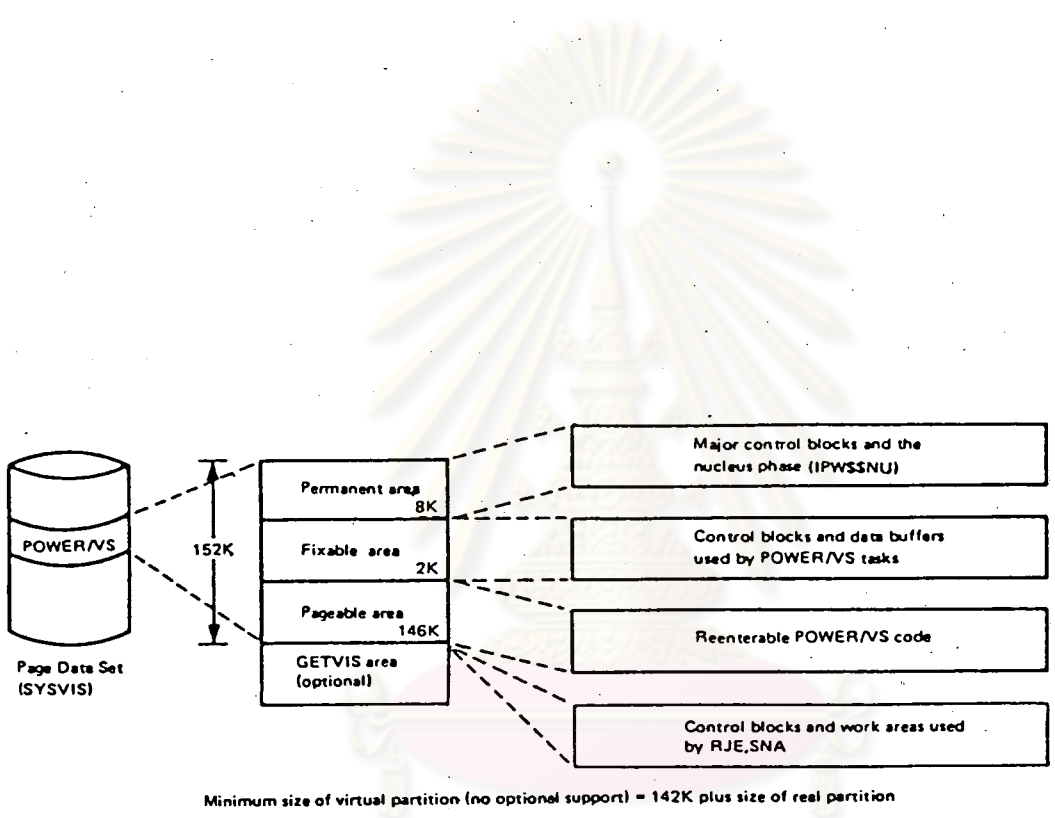 Major control blocks and the
nucleus phase (IPW$$NU)
Permanent area
8K
POWER/VS
152K
Fixable area
2K
Control blocks and data buffers
used by POWER/VS tasks
Pageable area
146K
Reenterable POWER/VS code
Page Data Set
(SYSVIS)
GETVIS area
(optional)
Control blocks and work areas used
by RJE,SNA
Minimum size of virtual partition (no optional support) = 142K plus size of real partition